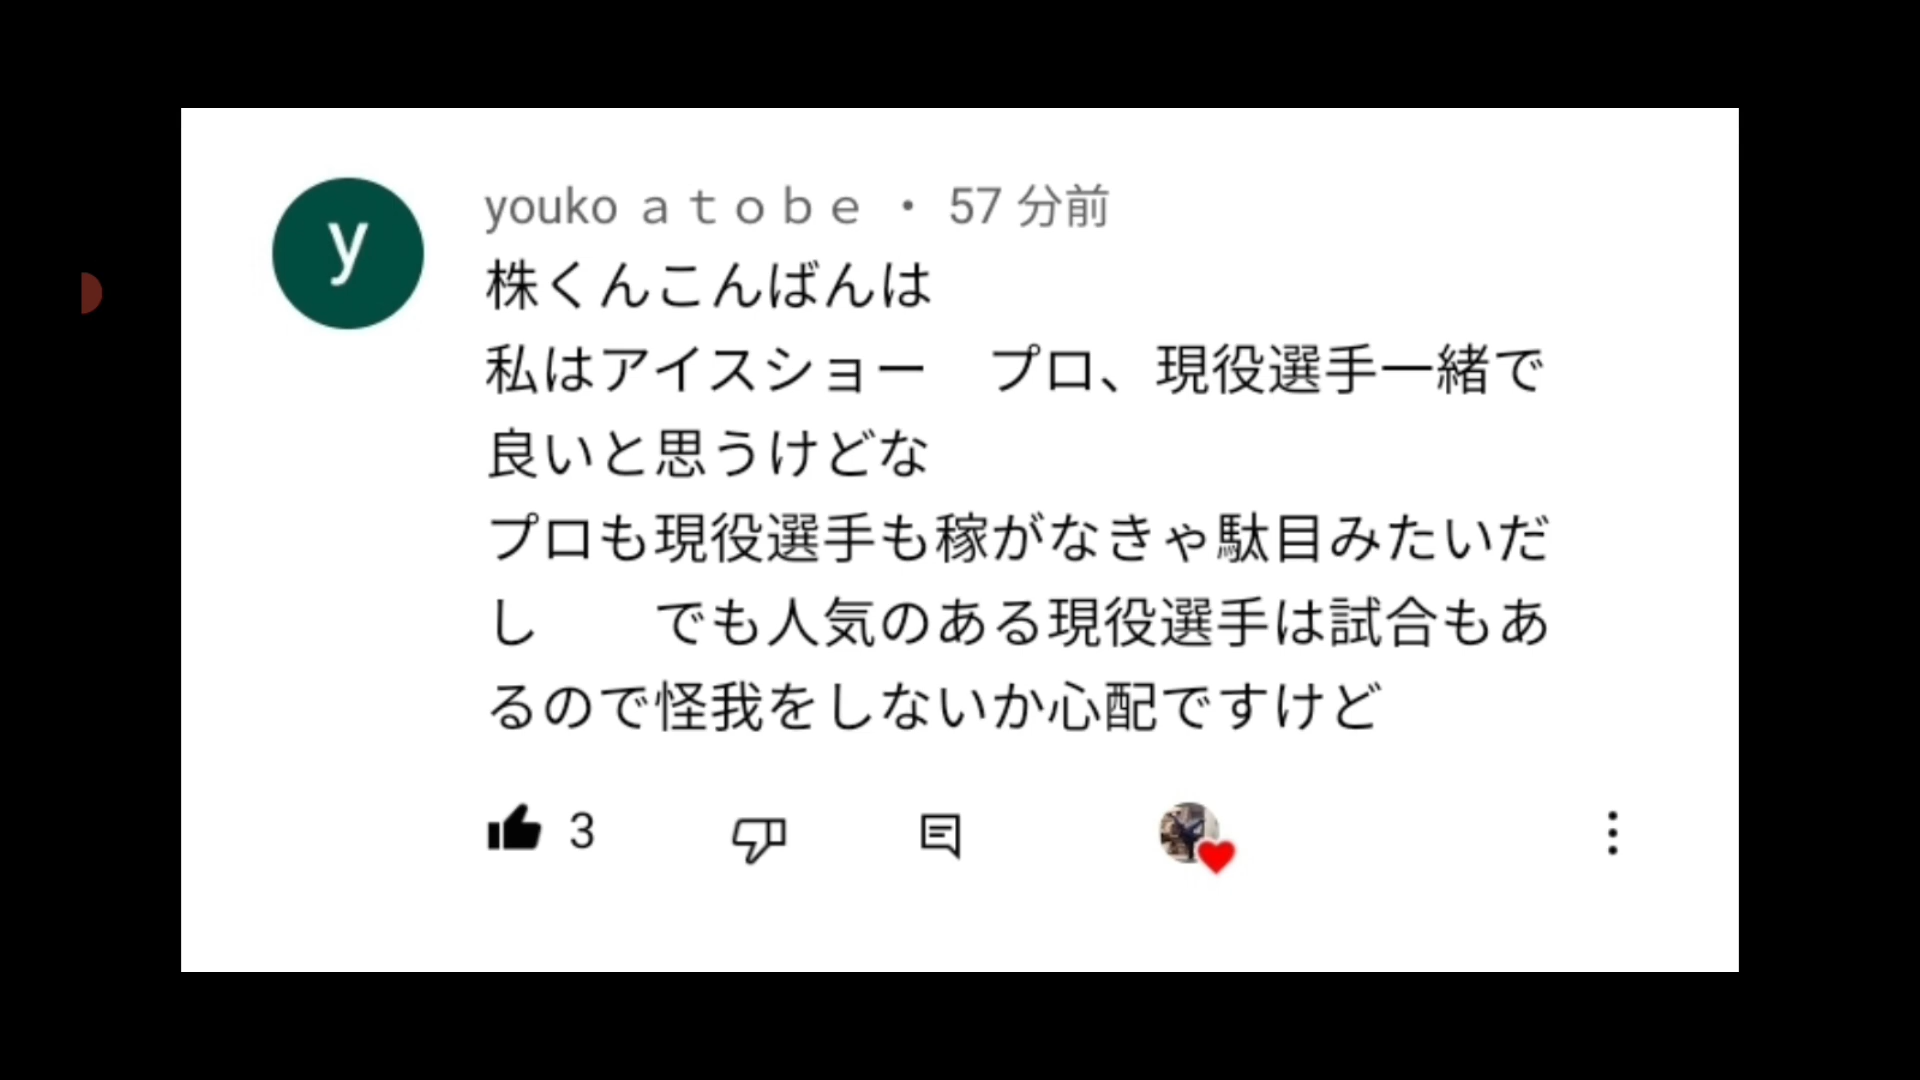 y
youko ａｔｏｂｅ ・ 57 分前
株くんこんばんは
私はアイスショー　プロ、現役選手一緒で
良いと思うけどな
プロも現役選手も稼がなきゃ駄目みたいだ
し　　でも人気のある現役選手は試合もあ
るので怪我をしないか心配ですけど
3